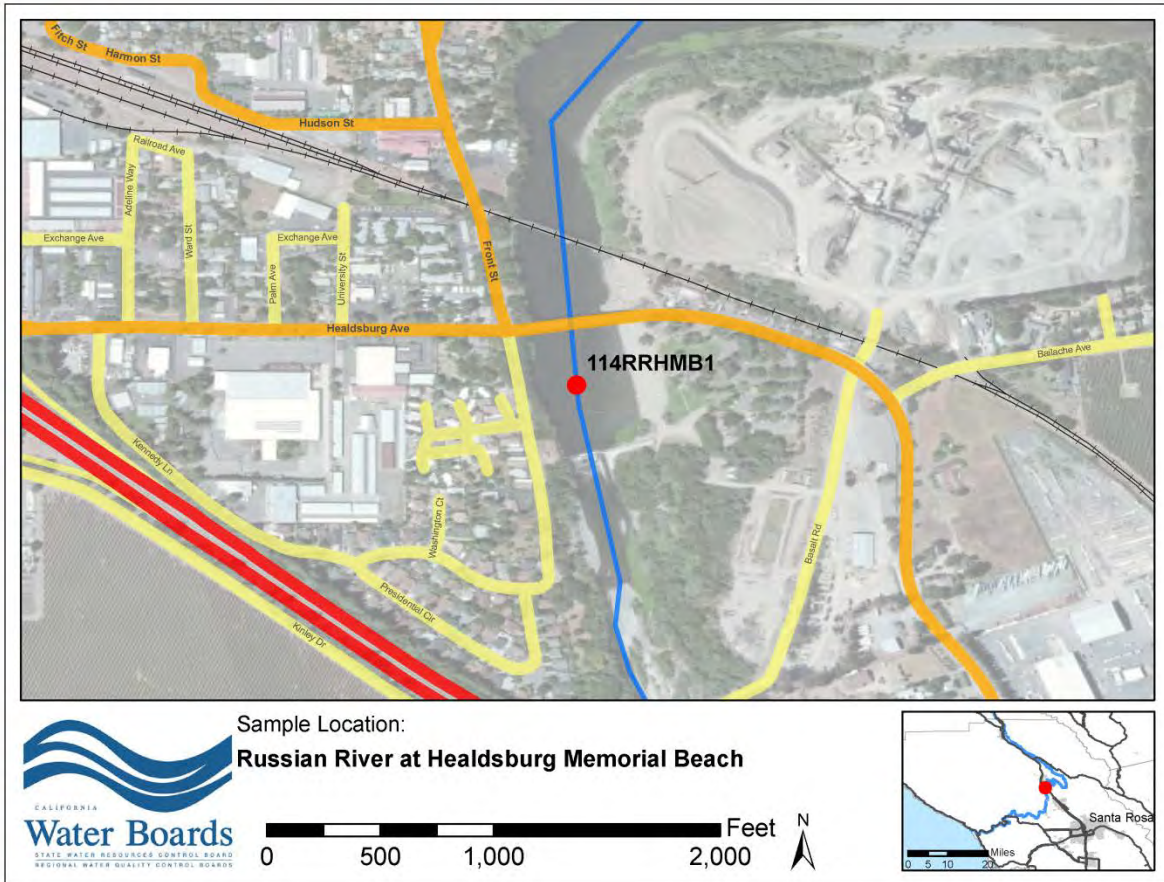 Fitch St
Harmon St
Hudson St
Railroad Ave
Adeline Way
Ward St
Exchange Ave
Exchange Ave
Palm Ave
University St
Front St
Healdsburg Ave
114RRHMB1
Bailache Ave
Kennedy Ln
Washington Ct
Presidential Cir
Kinley Dr
Basalt Rd
Sample Location:
Russian River at Healdsburg Memorial Beach
CALIFORNIA
Water Boards
STATE WATER RESOURCES CONTROL BOARD
REGIONAL WATER QUALITY CONTROL BOARDS
Feet
0 500 1,000 2,000
N
Santa Rosa
Miles
0 5 10 20